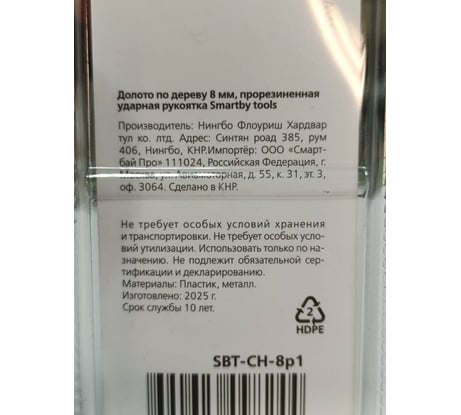 Долото по дереву 8 мм, прорезиненная
ударная рукоятка Smartby tools
Производитель: Нингбо Флоуриш Хардвар
тул ко. лтд. Адрес: Синтян роад 385, рум
406, Нингбо, КНР.Импортёр: ООО «Смарт-
бай Про» 111024, Российская Федерация, г.
Москва, ул. Авиамоторная, д. 55, к. 31, эт. 3,
оф. 3064. Сделано в КНР.
Не требует особых условий хранения
и транспортировки. Не требует особых усло-
вий утилизации. Использовать только по на-
значению. Не подлежит обязательной сер-
тификации и декларированию.
Материалы: Пластик, металл.
Изготовлено: 2025 г.
Срок службы 10 лет.
2
HDPE
SBT-CH-8p1